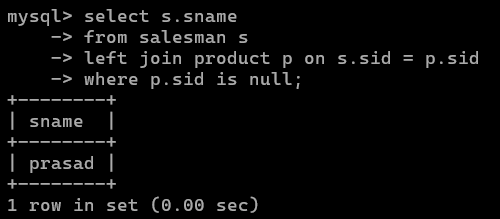 mysql> select s.sname
    -> from salesman s
    -> left join product p on s.sid = p.sid
    -> where p.sid is null;
+--------+
| sname  |
+--------+
| prasad |
+--------+
1 row in set (0.00 sec)